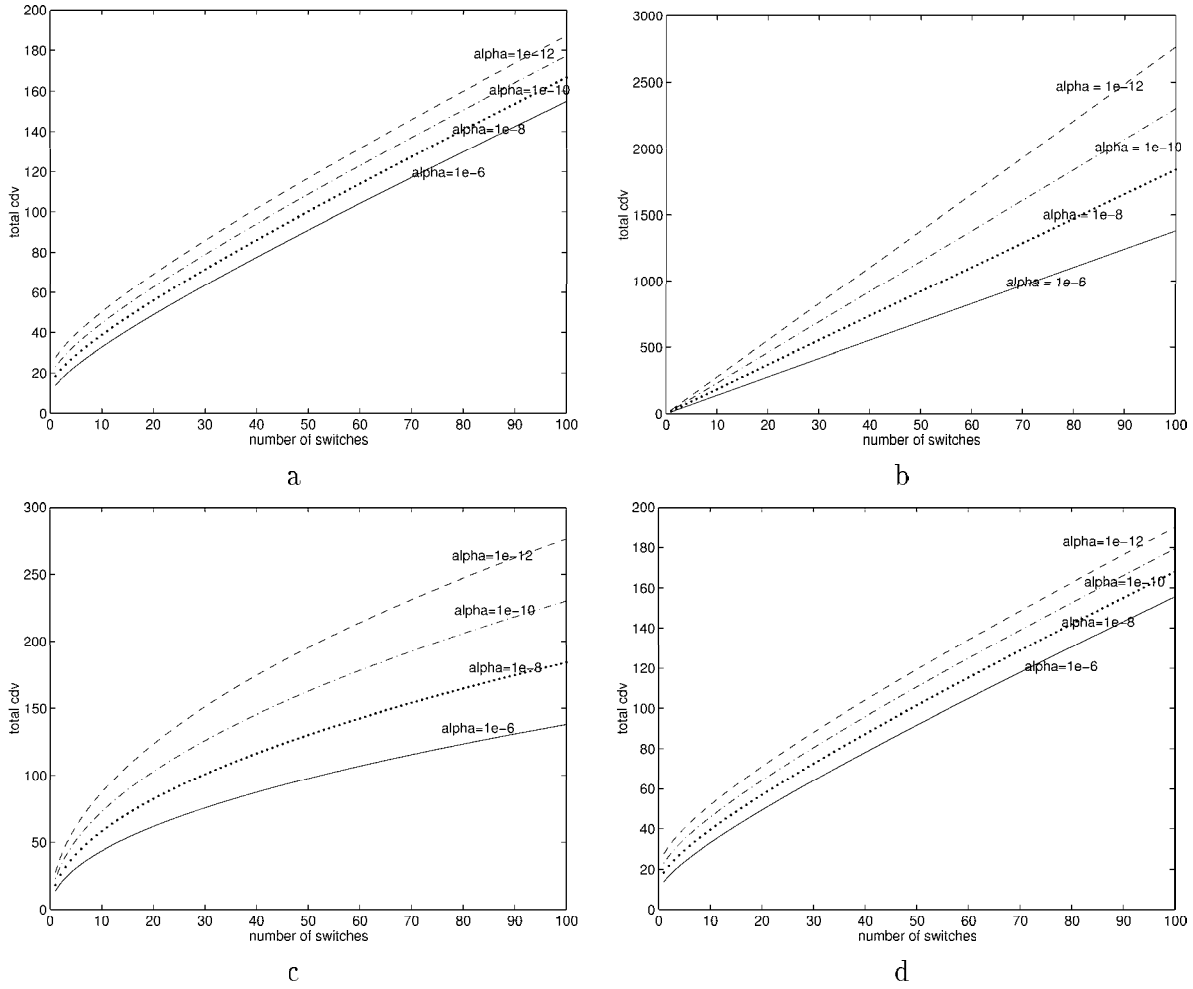 200
180
160
140
120
100
80
60
40
20
0
total cdv
alpha=1e−12
alpha=1e−10
alpha=1e−8
alpha=1e−6
0 10 20 30 40 50 60 70 80 90 100
number of switches
a
3000
2500
2000
1500
1000
500
0
total cdv
alpha = 1e−12
alpha = 1e−10
alpha = 1e−8
alpha = 1e−6
0 10 20 30 40 50 60 70 80 90 100
number of switches
b
300
250
200
150
100
50
0
total cdv
alpha=1e−12
alpha=1e−10
alpha=1e−8
alpha=1e−6
0 10 20 30 40 50 60 70 80 90 100
number of switches
c
200
180
160
140
120
100
80
60
40
20
0
total cdv
alpha=1e−12
alpha=1e−10
alpha=1e−8
alpha=1e−6
0 10 20 30 40 50 60 70 80 90 100
number of switches
d